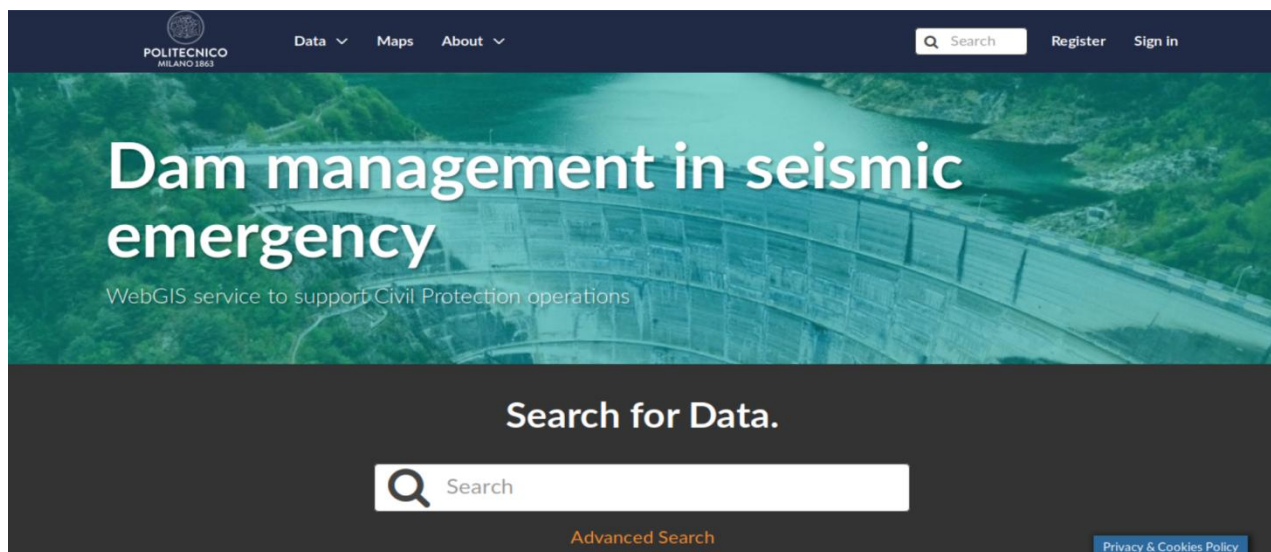 POLITECNICO
MILANO 1863
Data
Maps
About
Search
Register
Sign in
Dam management in seismic
emergency
WebGIS service to support Civil Protection operations
Search for Data.
Search
Advanced Search
Privacy & Cookies Policy